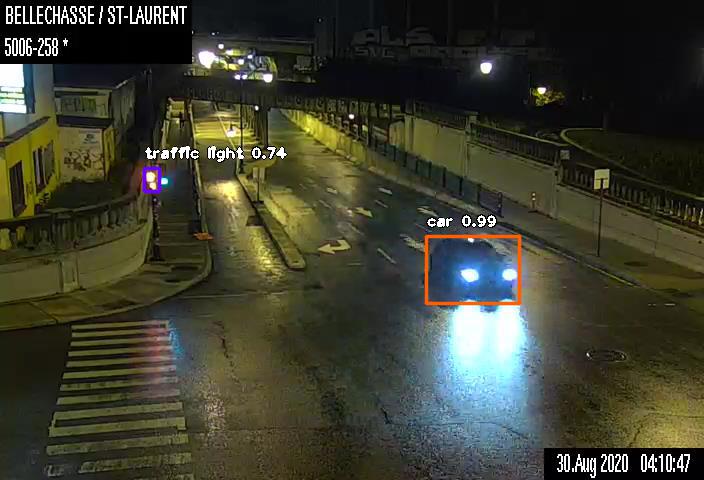 BELLECHASSE / ST-LAURENT
5006-258 *
traffic light 0.74
car 0.99
30.Aug 2020 04:10:47